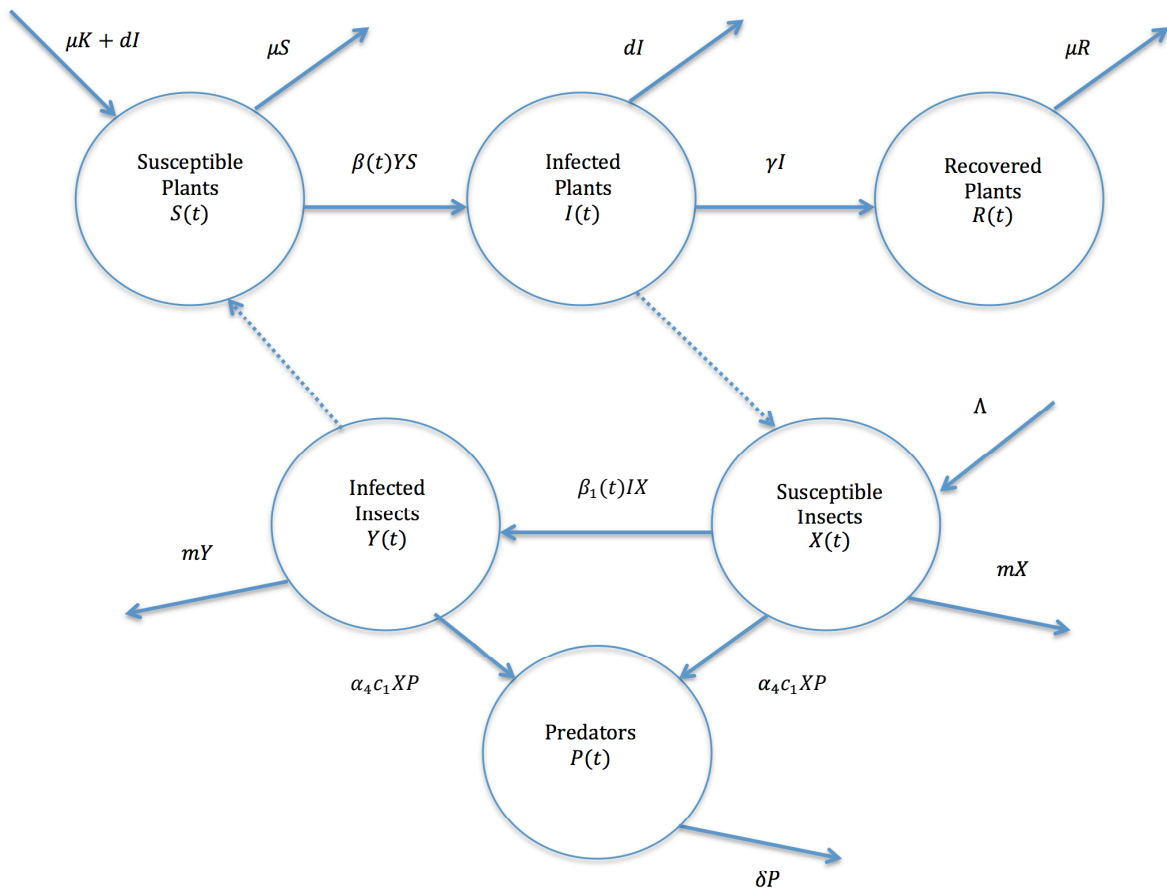 μK + dI
μS
dI
μR
Susceptible
Plants
S(t)
β(t)YS
Infected
Plants
I(t)
γI
Recovered
Plants
R(t)
Λ
Infected
Insects
Y(t)
β₁(t)IX
Susceptible
Insects
X(t)
mY
mX
α₄c₁XP
α₄c₁XP
Predators
P(t)
δP